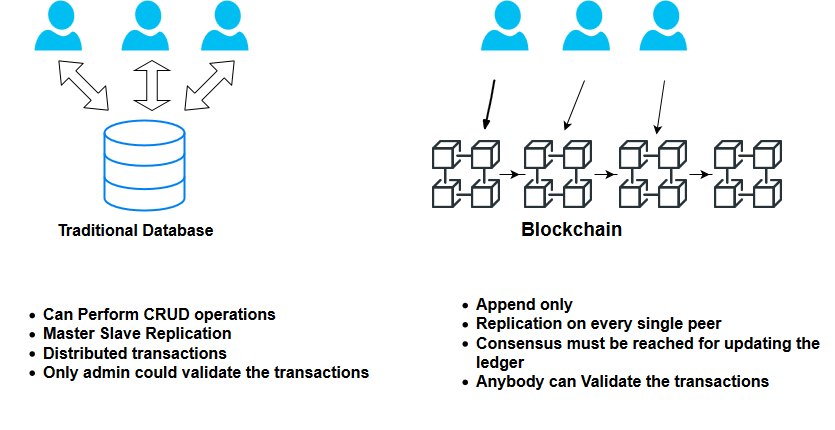 Traditional Database
Can Perform CRUD operations
Master Slave Replication
Distributed transactions
Only admin could validate the transactions
Blockchain
Append only
Replication on every single peer
Consensus must be reached for updating the
ledger
Anybody can Validate the transactions